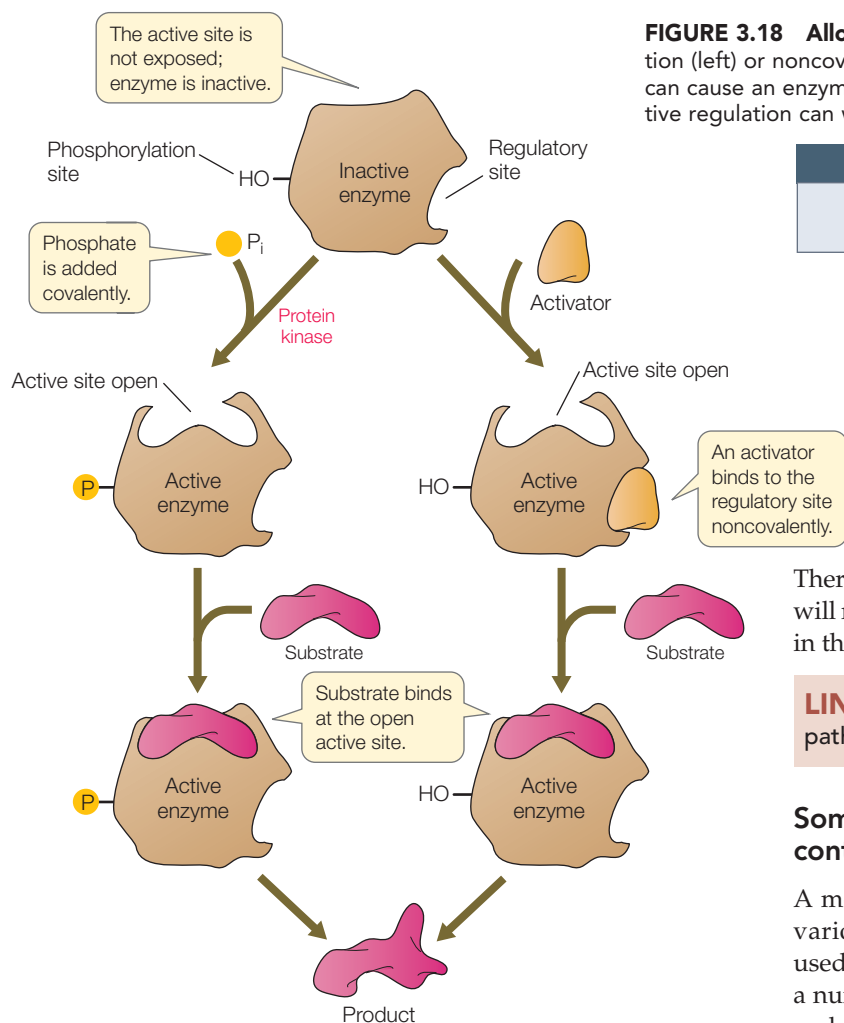 The active site is
not exposed;
enzyme is inactive.
FIGURE 3.18 Allo
tion (left) or noncov
can cause an enzym
tive regulation can v
Phosphorylation
site
HO
Inactive
enzyme
Regulatory
site
Phosphate
is added
covalently.
Pi
Protein
kinase
Activator
Active site open
Active site open
P
Active
enzyme
HO
Active
enzyme
An activator
binds to the
regulatory site
noncovalently.
Substrate
Substrate
Ther
will r
in th
Substrate binds
at the open
active site.
LIN
path
P
Active
enzyme
HO
Active
enzyme
Som
cont
A m
vario
used
a nu
Product